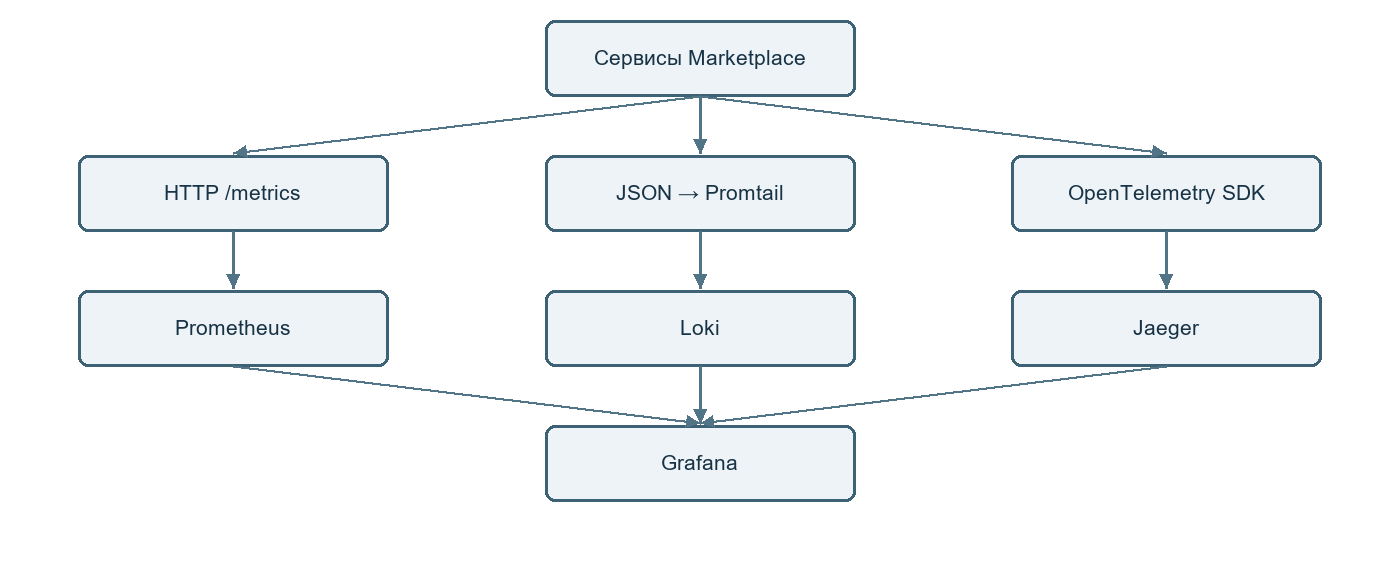 Сервисы Marketplace
HTTP /metrics
JSON → Promtail
OpenTelemetry SDK
Prometheus
Loki
Jaeger
Grafana